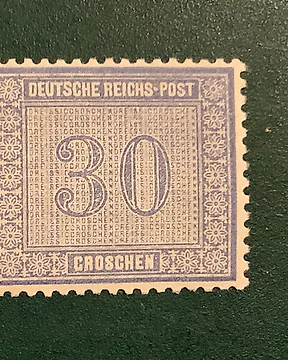 DEUTSCHE REICHS-POST
30
GROSCHEN